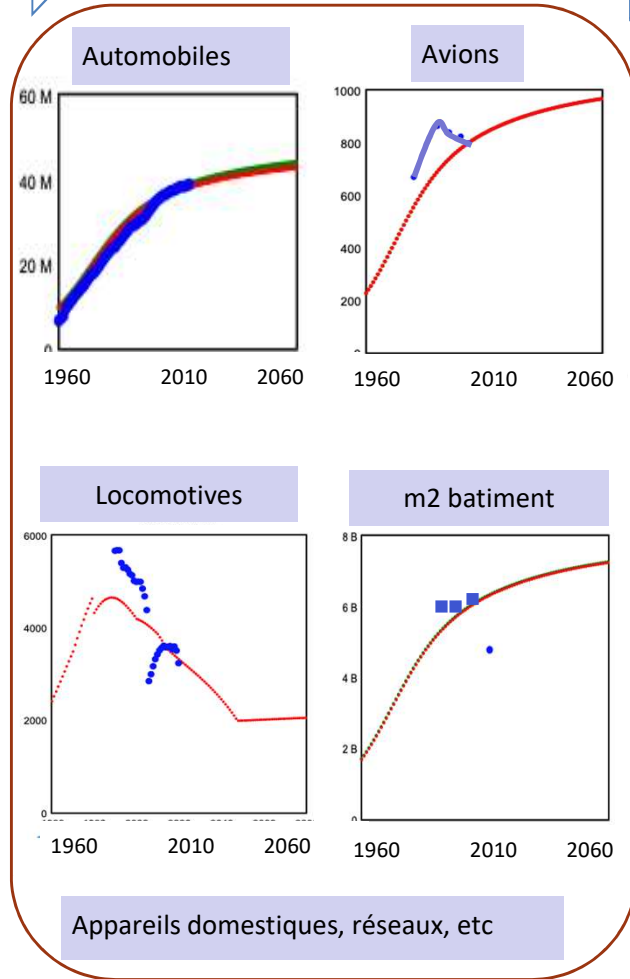 Automobiles
Avions
60 M
40 M
20 M
0
1960 2010 2060
1000
800
600
400
200
0
1960 2010 2060
Locomotives
m2 batiment
6000
4000
2000
0
1960 2010 2060
8 B
6 B
4 B
2 B
0
1960 2010 2060
Appareils domestiques, réseaux, etc